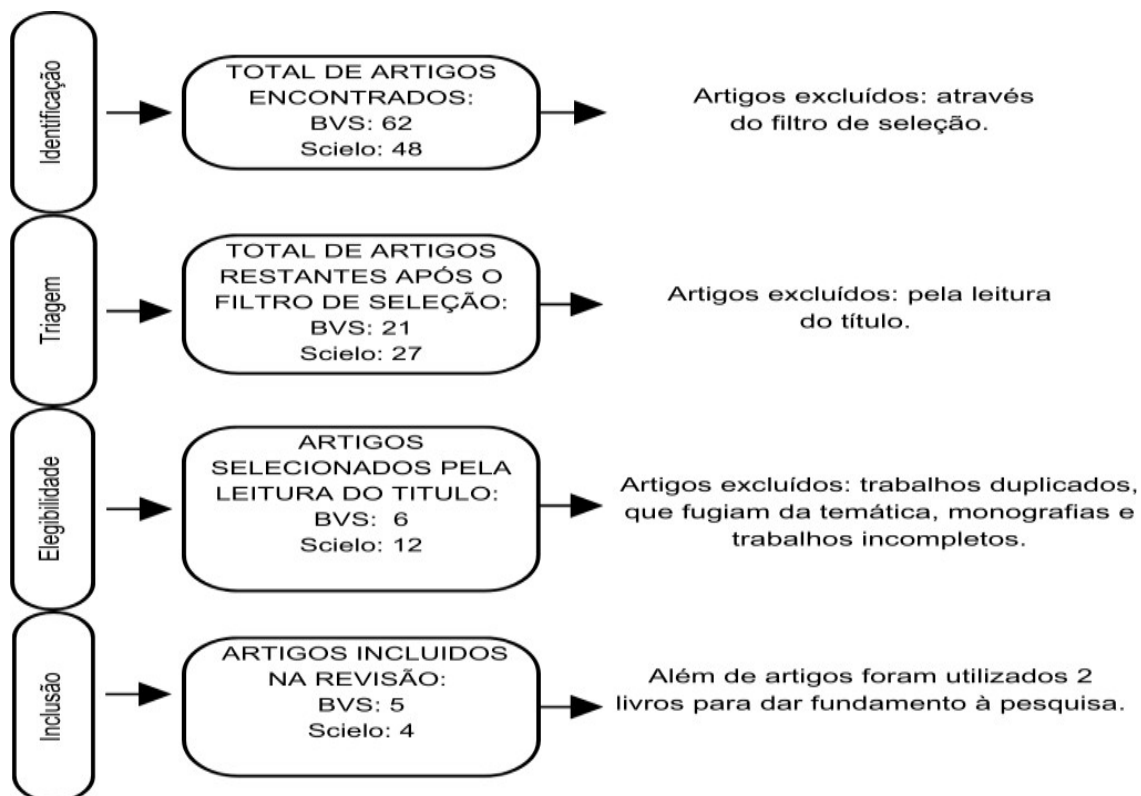 Identificação
TOTAL DE ARTIGOS
ENCONTRADOS:
BVS: 62
Scielo: 48
Artigos excluídos: através
do filtro de seleção.
Triagem
TOTAL DE ARTIGOS
RESTANTES APÓS O
FILTRO DE SELEÇÃO:
BVS: 21
Scielo: 27
Artigos excluídos: pela leitura
do título.
Elegibilidade
ARTIGOS
SELECIONADOS PELA
LEITURA DO TITULO:
BVS: 6
Scielo: 12
Artigos excluídos: trabalhos duplicados,
que fugiam da temática, monografias e
trabalhos incompletos.
Inclusão
ARTIGOS INCLUIDOS
NA REVISÃO:
BVS: 5
Scielo: 4
Além de artigos foram utilizados 2
livros para dar fundamento à pesquisa.